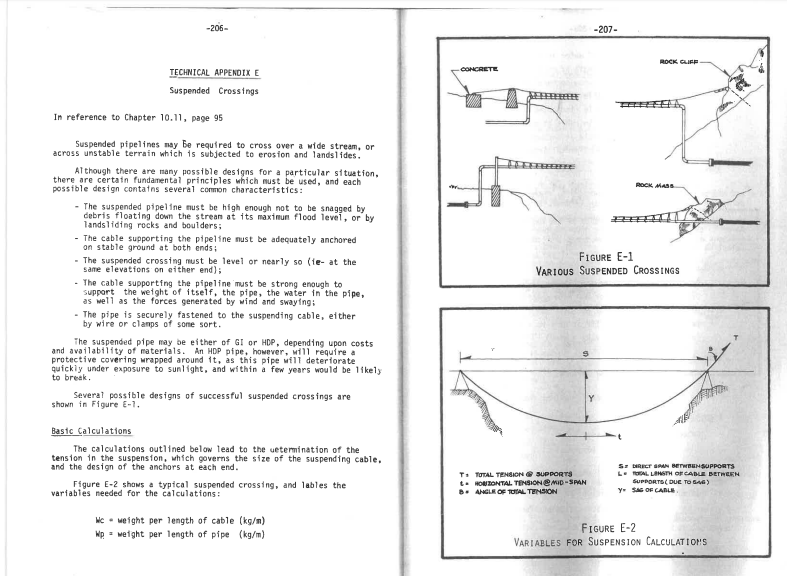 -206-
TECHNICAL APPENDIX E
Suspended Crossings
In reference to Chapter 10.11, page 95
Suspended pipelines may be required to cross over a wide stream, or
across unstable terrain which is subjected to erosion and landslides.
Although there are many possible designs for a particular situation,
there are certain fundamental principles which must be used, and each
possible design contains several common characteristics:
- The suspended pipeline must be high enough not to be snagged by
debris floating down the stream at its maximum flood level, or by
landsliding rocks and boulders;
- The cable supporting the pipeline must be adequately anchored
on stable ground at both ends;
- The suspended crossing must be level or nearly so (ie- at the
same elevations on either end);
- The cable supporting the pipeline must be strong enough to
support the weight of itself, the pipe, the water in the pipe,
as well as the forces generated by wind and swaying;
- The pipe is securely fastened to the suspending cable, either
by wire or clamps of some sort.
The suspended pipe may be either of GI or HDP, depending upon costs
and availability of materials. An HDP pipe, however, will require a
protective covering wrapped around it, as this pipe will deteriorate
quickly under exposure to sunlight, and within a few years would be likely
to break.
Several possible designs of successful suspended crossings are
shown in Figure E-1.
Basic Calculations
The calculations outlined below lead to the determination of the
tension in the suspension, which governs the size of the suspending cable,
and the design of the anchors at each end.
Figure E-2 shows a typical suspended crossing, and lables the
variables needed for the calculations:
Wc = weight per length of cable (kg/m)
Wp = weight per length of pipe (kg/m)
-207-
CONCRETE
ROCK CLIFF
ROCK MASS
FIGURE E-1
VARIOUS SUSPENDED CROSSINGS
T
B
S
Y
t
T = TOTAL TENSION @ SUPPORTS
t = HORIZONTAL TENSION @ MID-SPAN
B = ANGLE OF TOTAL TENSION
S = DIRECT SPAN BETWEEN SUPPORTS
L = TOTAL LENGTH OF CABLE BETWEEN
SUPPORTS (DUE TO SAG)
Y = SAG OF CABLE.
FIGURE E-2
VARIABLES FOR SUSPENSION CALCULATIONS